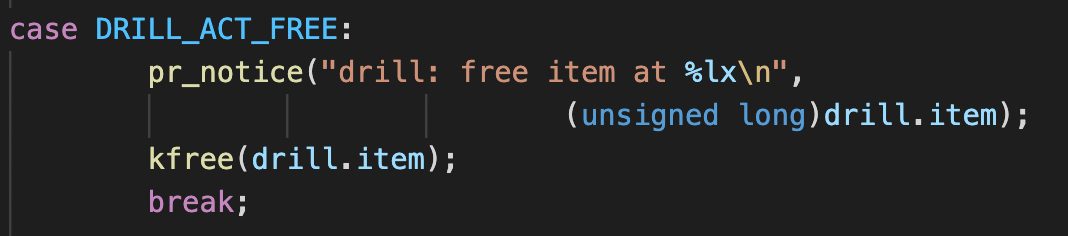 case DRILL_ACT_FREE:
pr_notice("drill: free item at %lx\n",
(unsigned long)drill.item);
kfree(drill.item);
break;